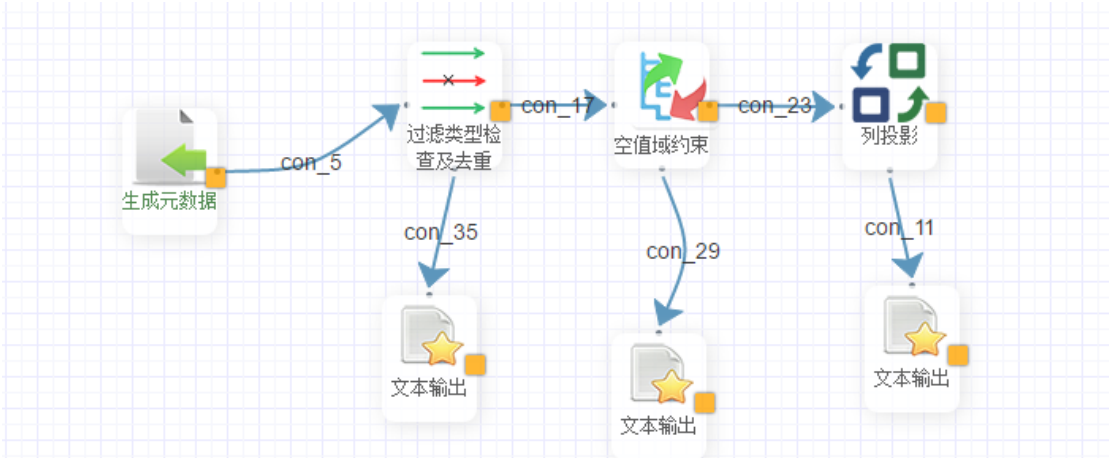 con_5
生成元数据
过滤类型检
查及去重
con_17
空值域约束
con_23
列投影
con_35
con_29
con_11
文本输出
文本输出
文本输出